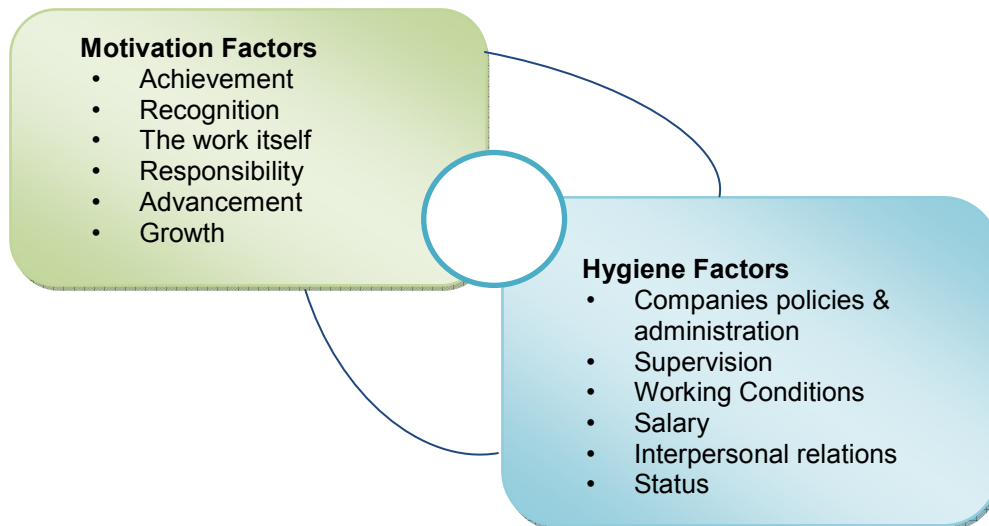 Motivation Factors
• Achievement
• Recognition
• The work itself
• Responsibility
• Advancement
• Growth
Hygiene Factors
• Companies policies &
administration
• Supervision
• Working Conditions
• Salary
• Interpersonal relations
• Status